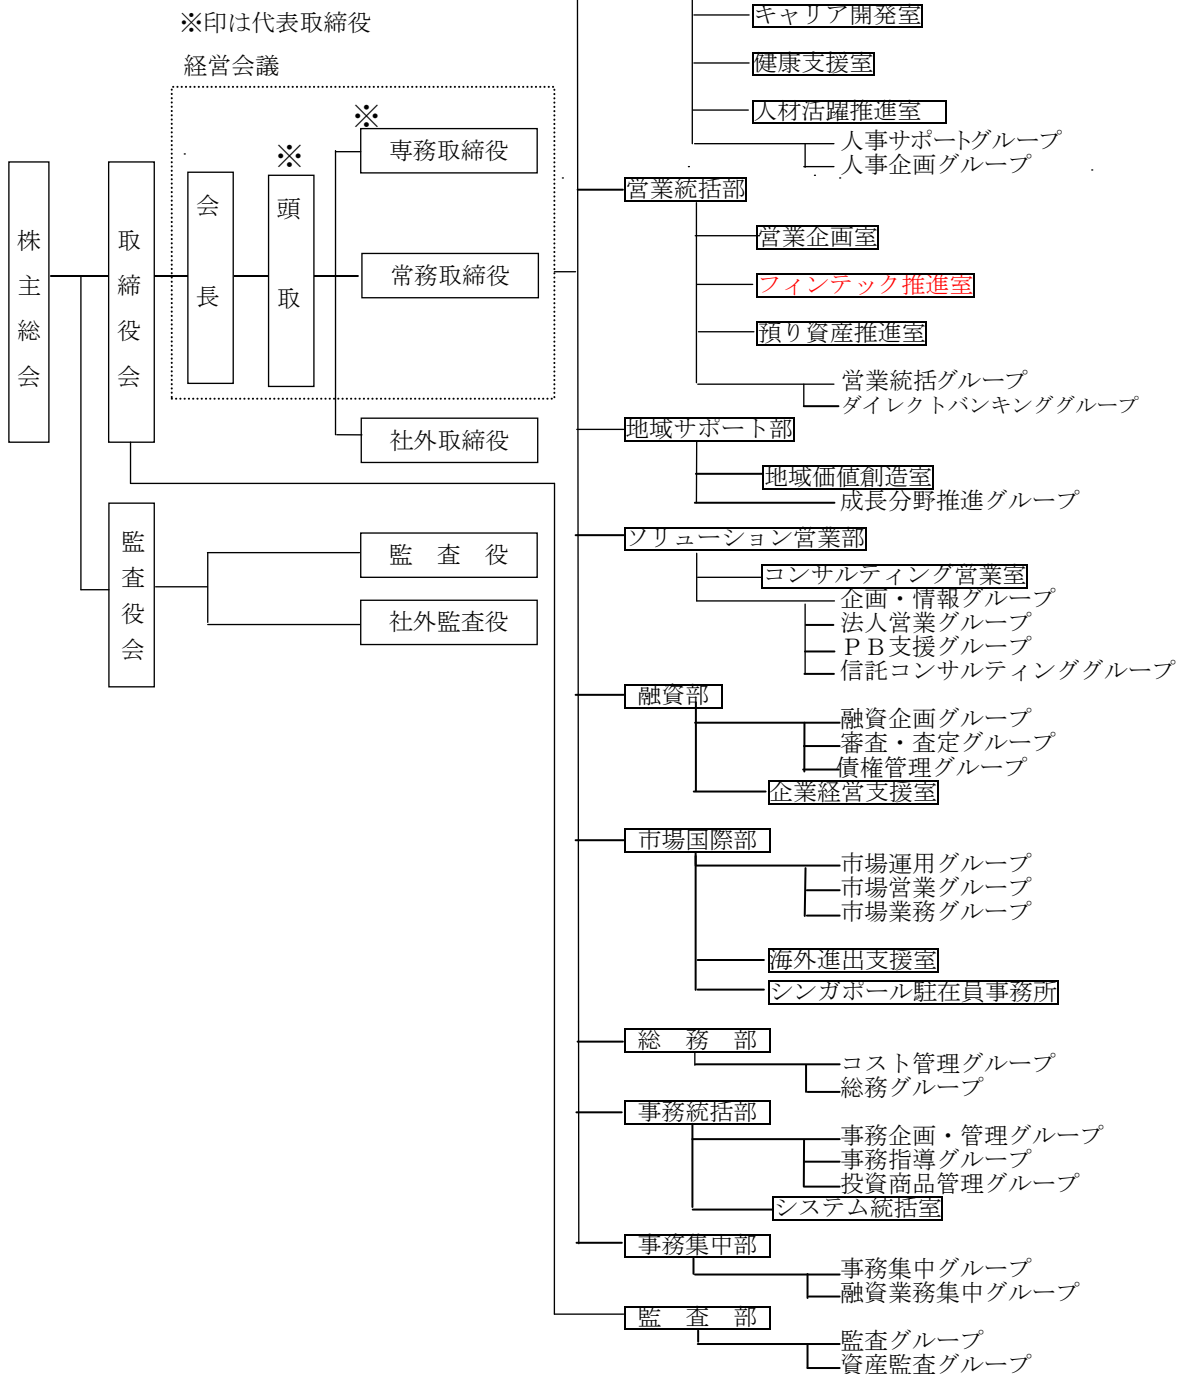 ※印は代表取締役
経営会議
株主総会
取締役会
会長
※
頭取
※
専務取締役
常務取締役
社外取締役
監査役会
監　査　役
社外監査役
キャリア開発室
健康支援室
人材活躍推進室
人事サポートグループ
人事企画グループ
営業統括部
営業企画室
フィンテック推進室
預り資産推進室
営業統括グループ
ダイレクトバンキンググループ
地域サポート部
地域価値創造室
成長分野推進グループ
ソリューション営業部
コンサルティング営業室
企画・情報グループ
法人営業グループ
ＰＢ支援グループ
信託コンサルティンググループ
融資部
融資企画グループ
審査・査定グループ
債権管理グループ
企業経営支援室
市場国際部
市場運用グループ
市場営業グループ
市場業務グループ
海外進出支援室
シンガポール駐在員事務所
総　務　部
コスト管理グループ
総務グループ
事務統括部
事務企画・管理グループ
事務指導グループ
投資商品管理グループ
システム統括室
事務集中部
事務集中グループ
融資業務集中グループ
監　査　部
監査グループ
資産監査グループ